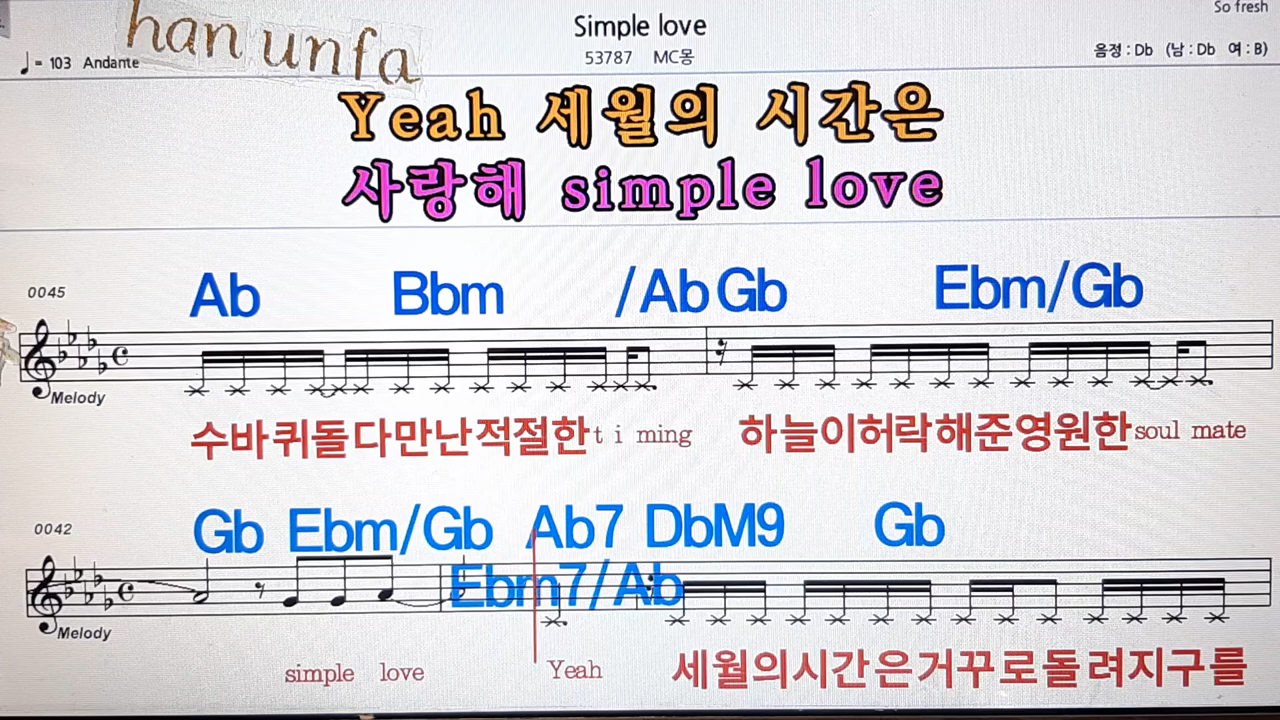 So fresh
han unfa
Simple love
♩= 103 Andante
53787 MC몽
음정 : Db (남 : Db 여 : B)
Yeah 세월의 시간은
사랑해 simple love
0045
Ab Bbm /Ab Gb Ebm/Gb
Melody
수바퀴돌다만난적절한 t i ming 하늘이허락해준영원한 soul mate
0042
Gb Ebm/Gb Ab7 DbM9 Gb
Ebm7/Ab
Melody
simple love Yeah 세월의시간은거꾸로돌려지구를